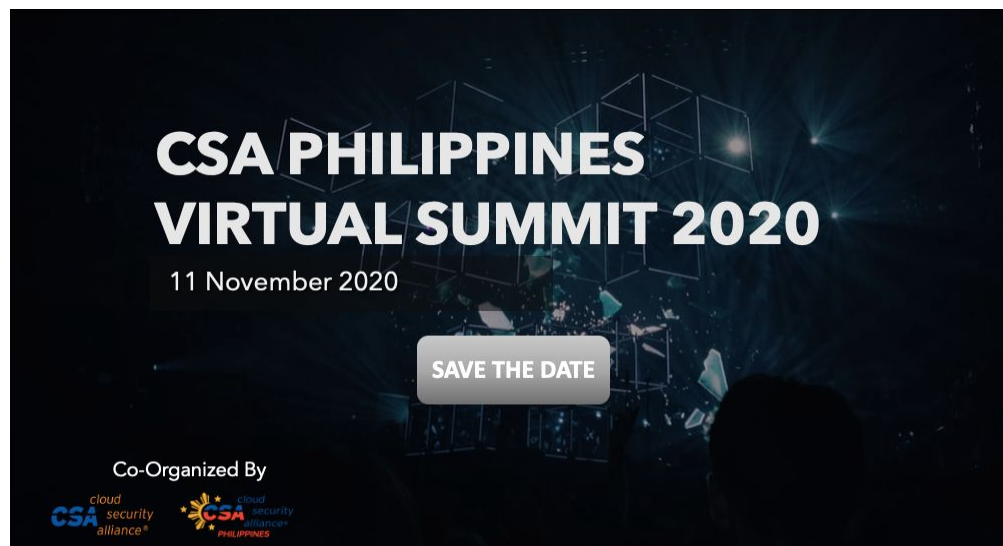 CSA PHILIPPINES
VIRTUAL SUMMIT 2020
11 November 2020
SAVE THE DATE
Co-Organized By
cloud
CSA security
alliance®
cloud
CSA security
alliance®
PHILIPPINES